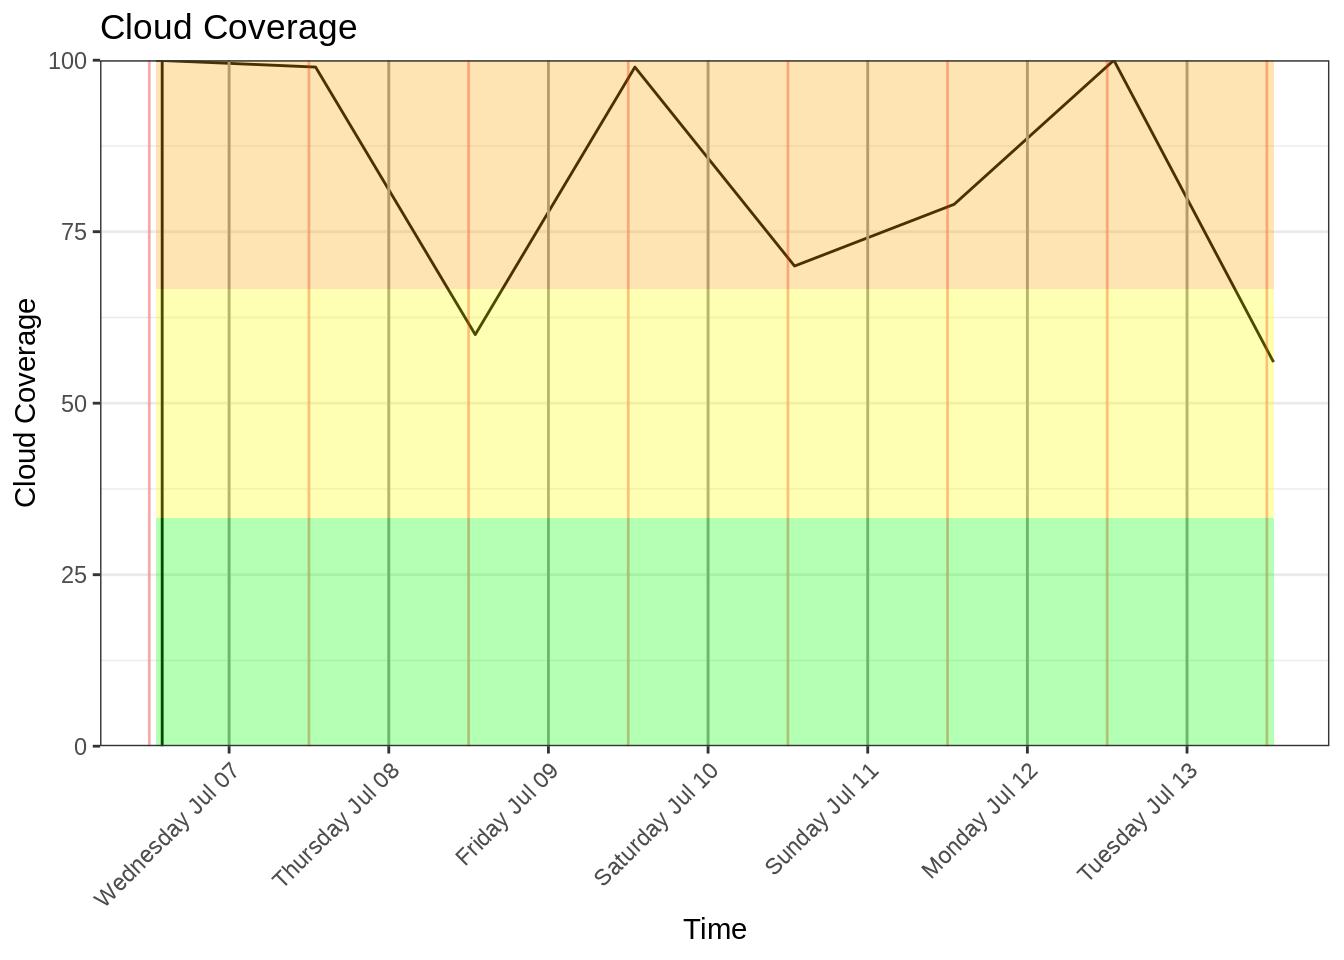 Cloud Coverage
Cloud Coverage
100
75
50
25
0
Wednesday Jul 07
Thursday Jul 08
Friday Jul 09
Saturday Jul 10
Sunday Jul 11
Monday Jul 12
Tuesday Jul 13
Time